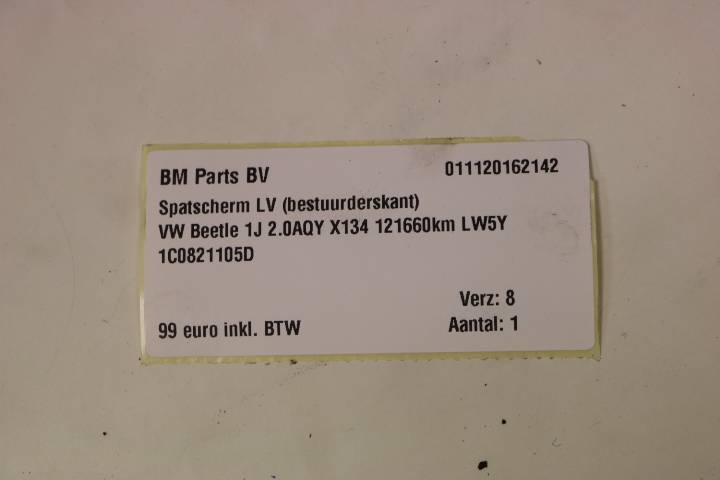 BM Parts BV 011120162142
Spatscherm LV (bestuurderskant)
VW Beetle 1J 2.0AQY X134 121660km LW5Y
1C0821105D
Verz: 8
99 euro inkl. BTW Aantal: 1